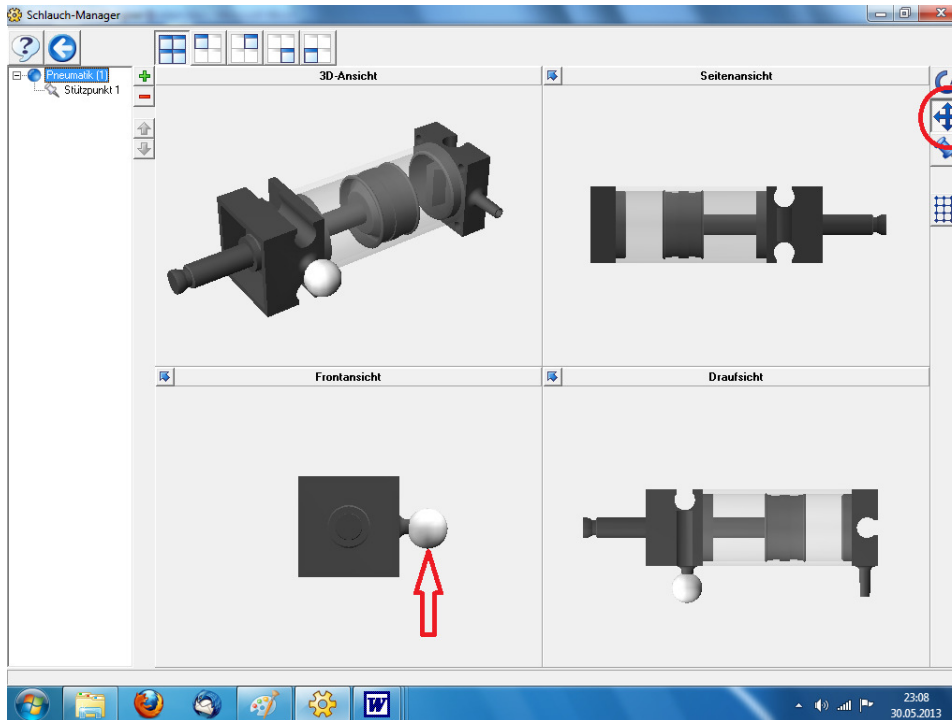 Schlauch-Manager
Pneumatik (1)
Stützpunkt 1
3D-Ansicht
Seitenansicht
Frontansicht
Draufsicht
W
23:08
30.05.2013